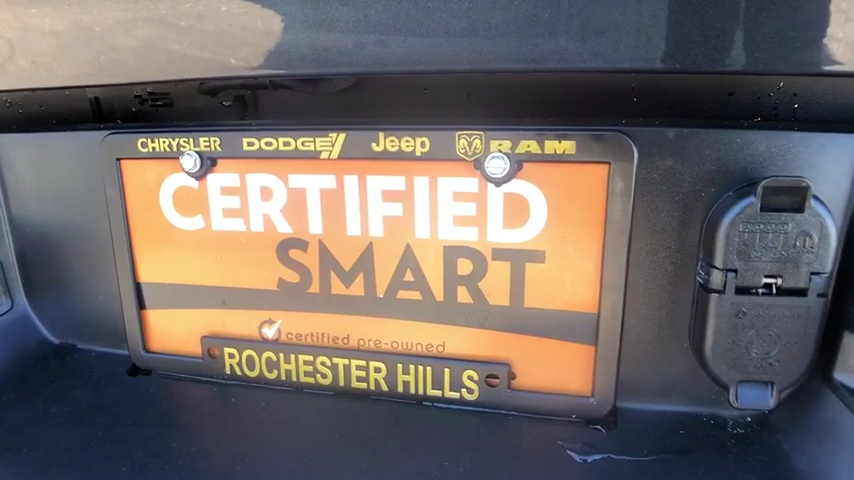 CHRYSLER DODGE Jeep RAM
CERTIFIED
SMART
certified pre-owned
ROCHESTER HILLS